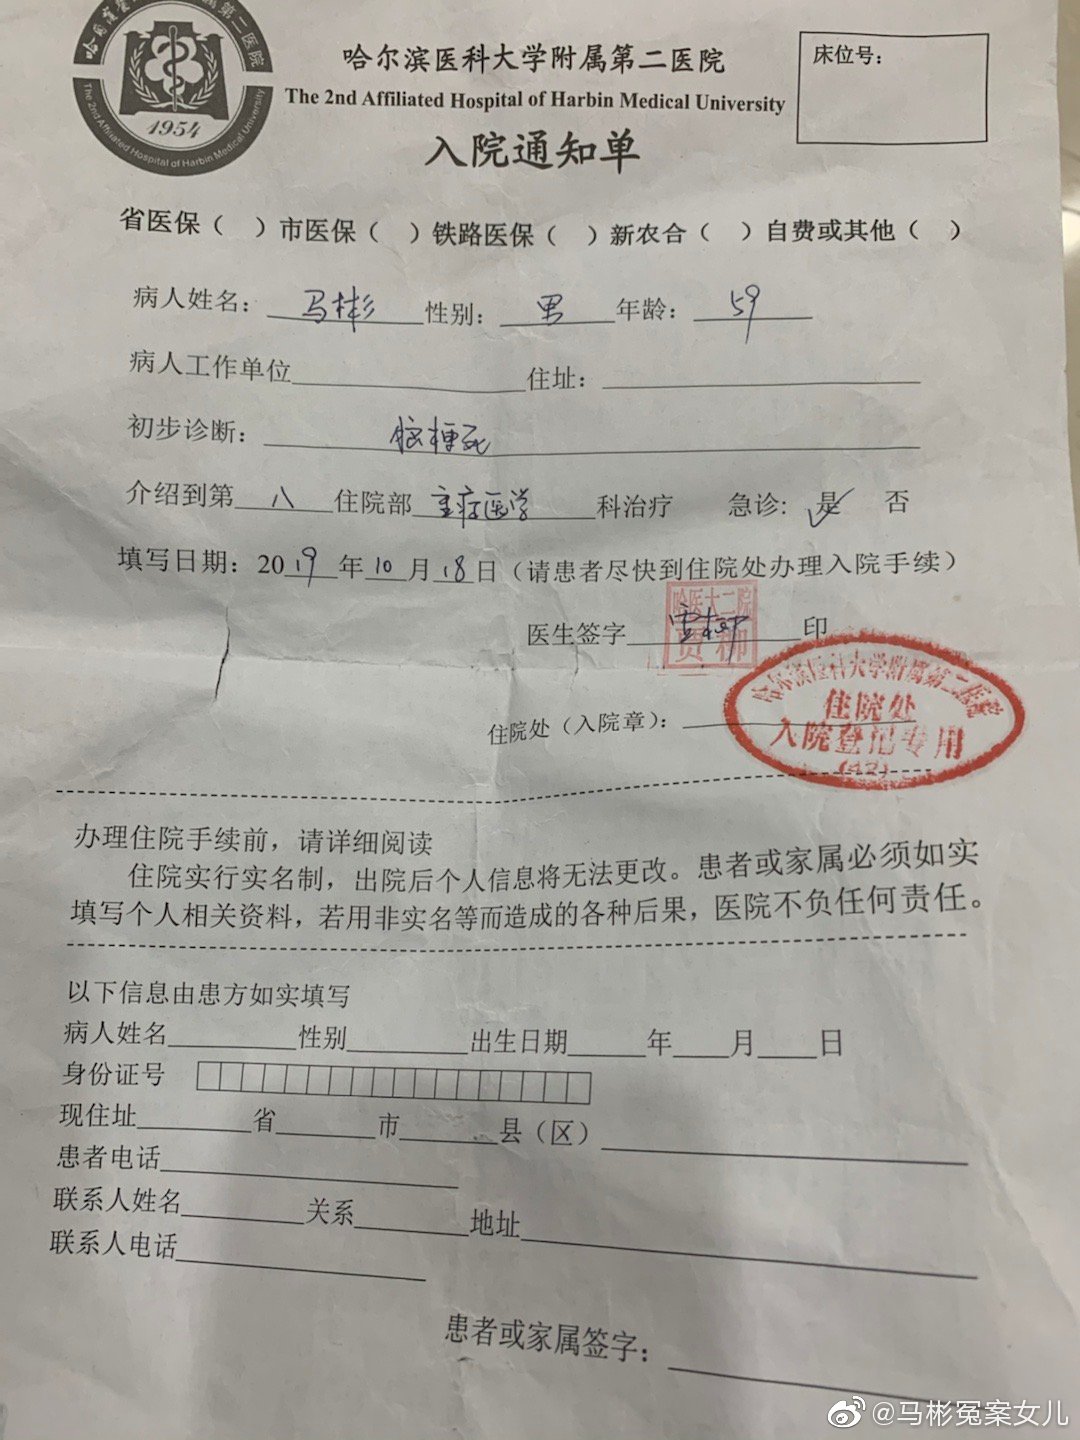 哈尔滨医科大学附属第二医院
The 2nd Affiliated Hospital of Harbin Medical University
床位号：
1954
The 2nd Affiliated Hospital of Harbin Medical University
入院通知单
省医保（ ）市医保（ ）铁路医保（ ）新农合（ ）自费或其他（ ）
病人姓名：马彬 性别：男 年龄：59
病人工作单位 住址：
初步诊断：脑梗死
介绍到第八住院部重症医学科治疗 急诊：是✓ 否
填写日期：2019年10月18日（请患者尽快到住院处办理入院手续）
哈医大二院
贾柳
医生签字 印
哈尔滨医科大学附属第二医院
住院处
入院登记专用
住院处（入院章）：
办理住院手续前，请详细阅读
住院实行实名制，出院后个人信息将无法更改。患者或家属必须如实
填写个人相关资料，若用非实名等而造成的各种后果，医院不负任何责任。
以下信息由患方如实填写
病人姓名 性别 出生日期 年 月 日
身份证号
现住址 省 市 县（区）
患者电话
联系人姓名 关系 地址
联系人电话
患者或家属签字：
@马彬冤案女儿